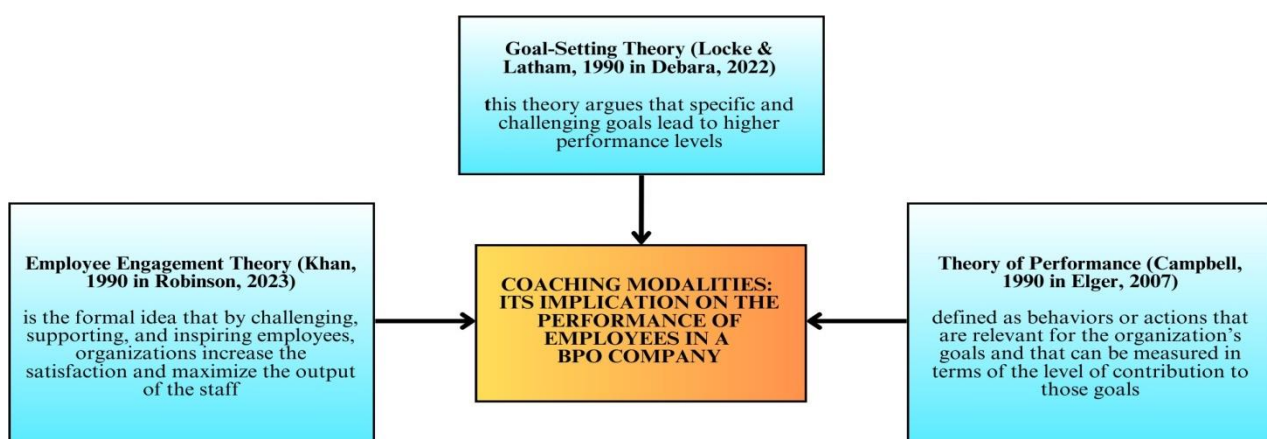 Goal-Setting Theory (Locke &
Latham, 1990 in Debara, 2022)
this theory argues that specific and
challenging goals lead to higher
performance levels
Employee Engagement Theory (Khan,
1990 in Robinson, 2023)
is the formal idea that by challenging,
supporting, and inspiring employees,
organizations increase the
satisfaction and maximize the output
of the staff
COACHING MODALITIES:
ITS IMPLICATION ON THE
PERFORMANCE OF
EMPLOYEES IN A
BPO COMPANY
Theory of Performance (Campbell,
1990 in Elger, 2007)
defined as behaviors or actions that
are relevant for the organization's
goals and that can be measured in
terms of the level of contribution to
those goals